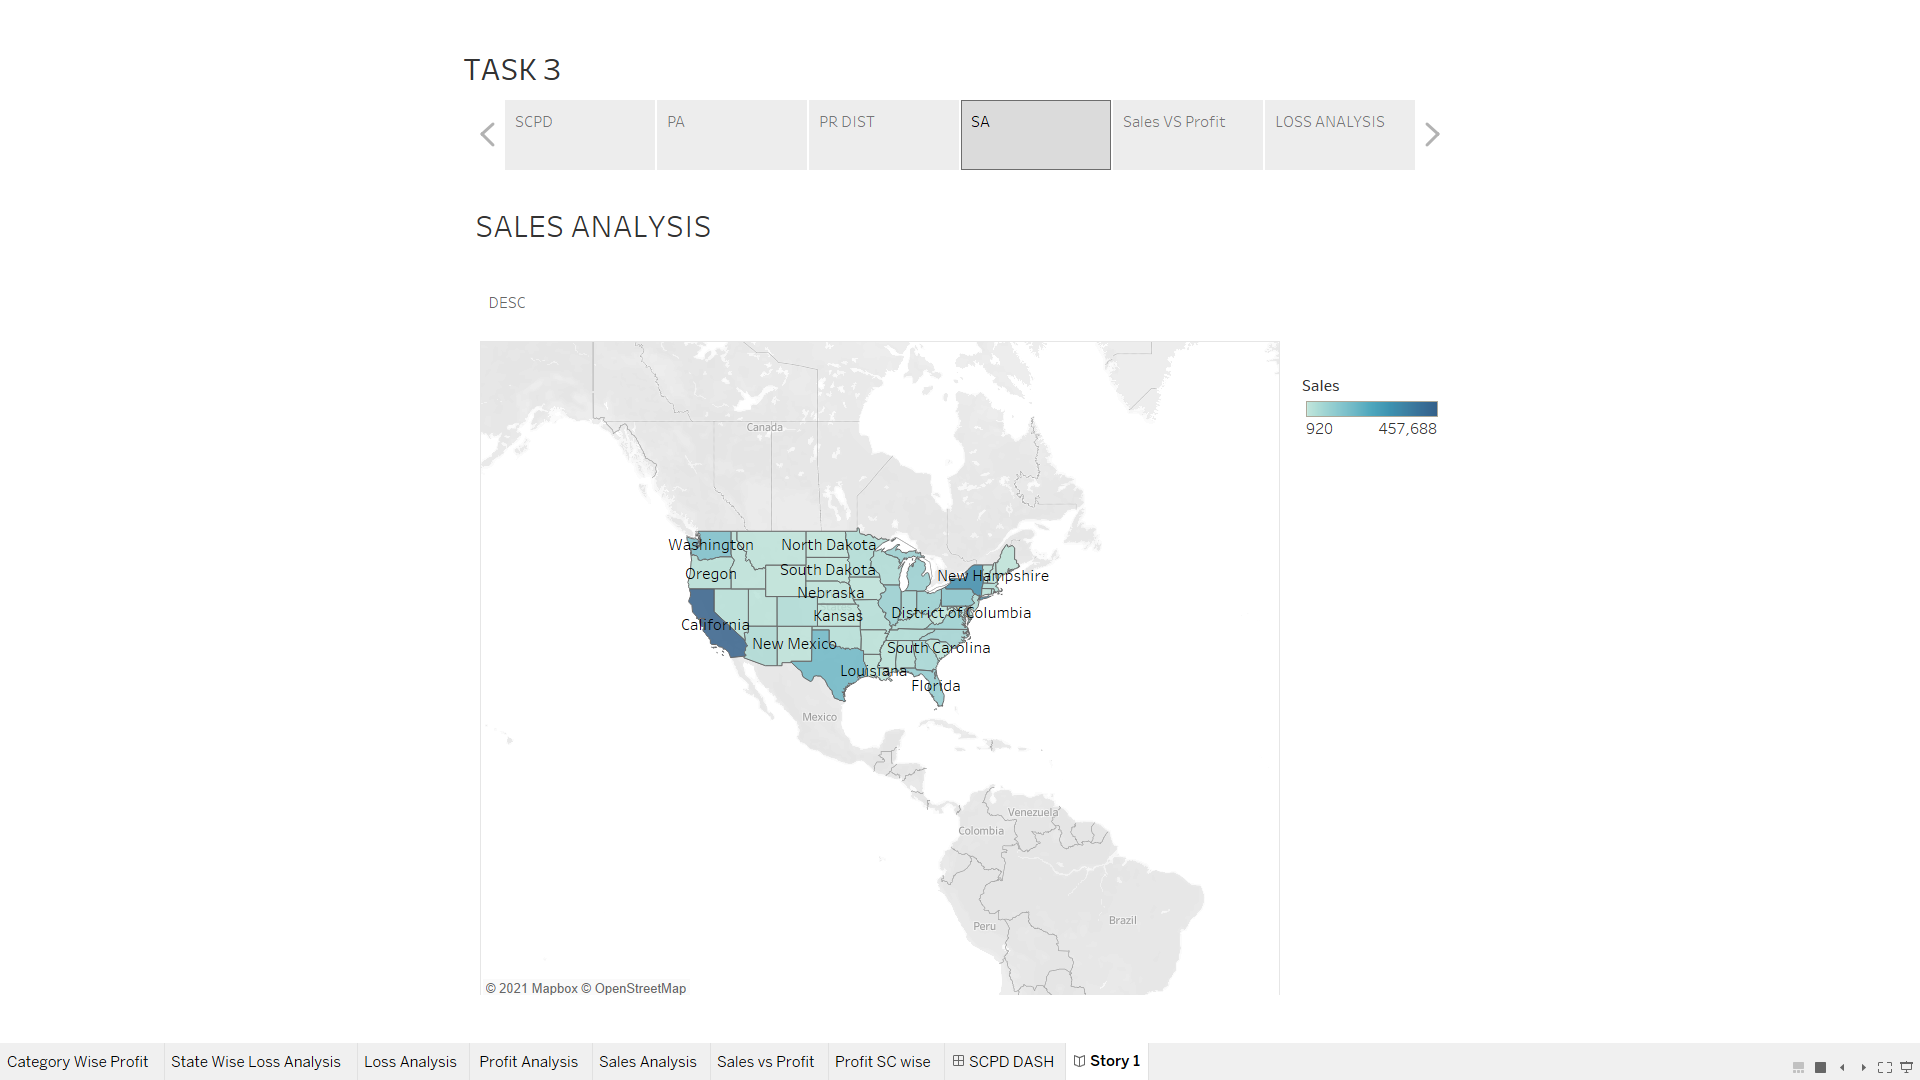 TASK 3
SCPD
PA
PR DIST
SA
Sales VS Profit
LOSS ANALYSIS
SALES ANALYSIS
DESC
Sales
920
457,688
Canada
Washington
North Dakota
South Dakota
Oregon
New Hampshire
Nebraska
Kansas
District of Columbia
California
New Mexico
South Carolina
Louisiana
Florida
Mexico
Venezuela
Colombia
Brazil
Peru
© 2021 Mapbox © OpenStreetMap
Category Wise Profit
State Wise Loss Analysis
Loss Analysis
Profit Analysis
Sales Analysis
Sales vs Profit
Profit SC wise
SCPD DASH
Story 1